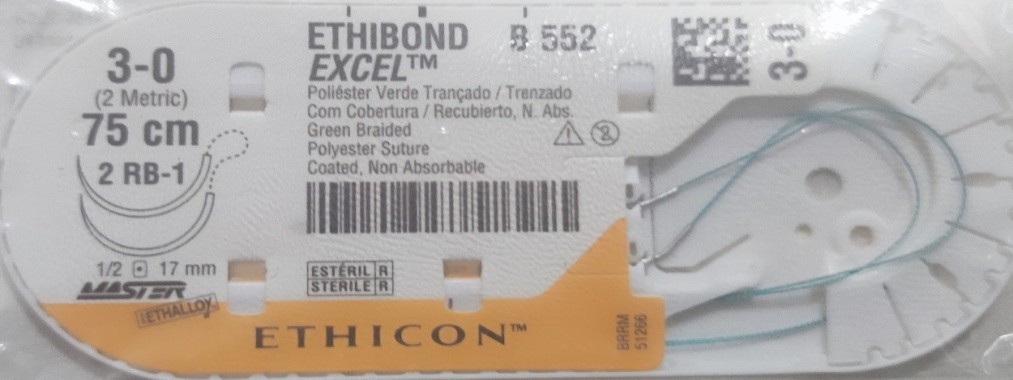 3-0
(2 Metric)
75 cm
2 RB-1
1/2 17 mm
MASTER
ETHALLOY
ETHIBOND B 552
EXCEL™
Poliéster Verde Trançado / Trenzado
Com Cobertura / Recubierto, N. Abs.
Green Braided
Polyester Suture
Coated, Non Absorbable
ESTÉRIL R
STERILE R
ETHICON™
BRRM
51266
3-0